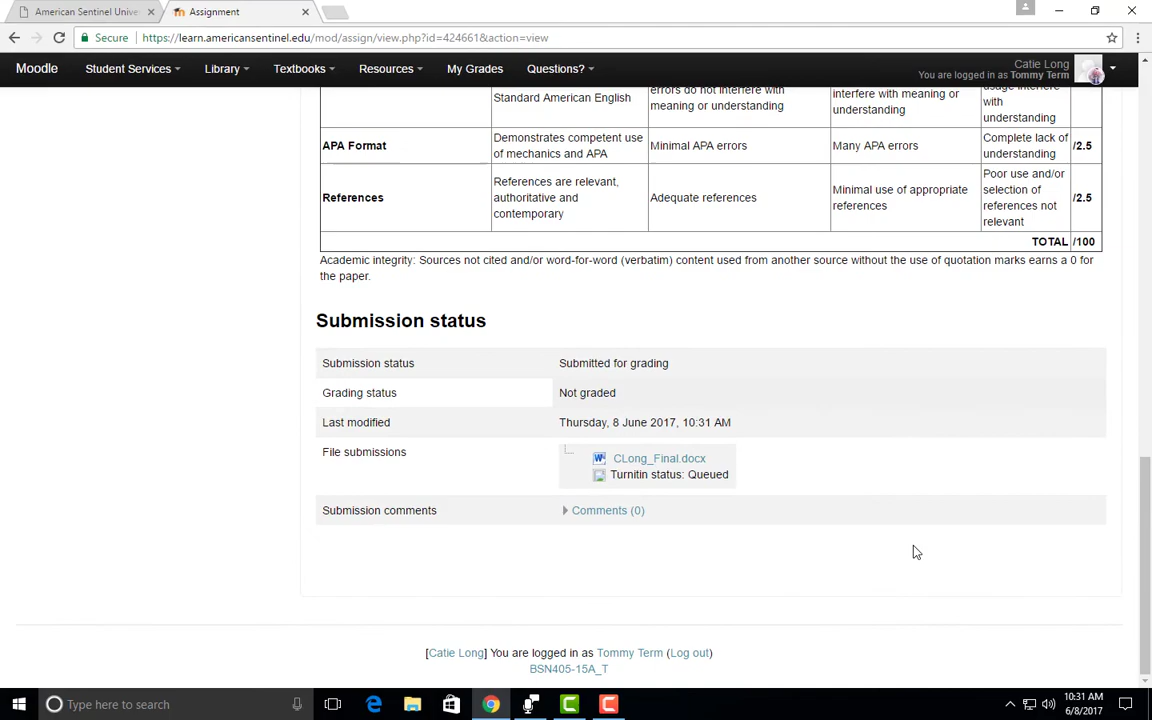 American Sentinel Unive
Assignment
Secure https://learn.americansentinel.edu/mod/assign/view.php?id=424661&action=view
Moodle Student Services Library Textbooks Resources My Grades Questions? Catie Long
You are logged in as Tommy Term
Standard American English
errors do not interfere with
meaning or understanding
interfere with meaning or
understanding
usage interfere
with
understanding
APA Format
Demonstrates competent use
of mechanics and APA
Minimal APA errors
Many APA errors
Complete lack of
understanding
/2.5
References
References are relevant,
authoritative and
contemporary
Adequate references
Minimal use of appropriate
references
Poor use and/or
selection of
references not
relevant
/2.5
TOTAL /100
Academic integrity: Sources not cited and/or word-for-word (verbatim) content used from another source without the use of quotation marks earns a 0 for
the paper.
Submission status
Submission status Submitted for grading
Grading status Not graded
Last modified Thursday, 8 June 2017, 10:31 AM
File submissions CLong_Final.docx
Turnitin status: Queued
Submission comments Comments (0)
[Catie Long] You are logged in as Tommy Term (Log out)
BSN405-15A_T
Type here to search
10:31 AM
6/8/2017